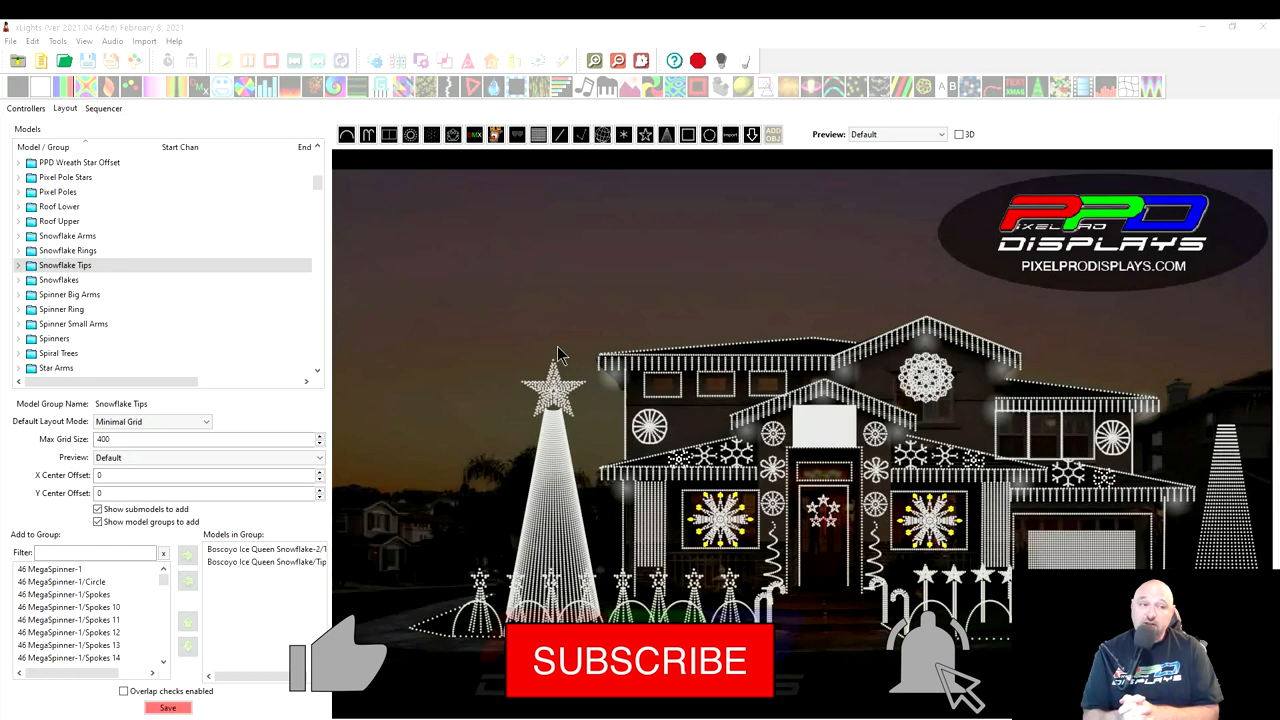 xLights (Ver 2021.04 64bit) February 8, 2021
File Edit Tools View Audio Import Help
Controllers Layout Sequencer
Models
Model / Group Start Chan End
PPD Wreath Star Offset
Pixel Pole Stars
Pixel Poles
Roof Lower
Roof Upper
Snowflake Arms
Snowflake Rings
Snowflake Tips
Snowflakes
Spinner Big Arms
Spinner Ring
Spinner Small Arms
Spinners
Spiral Trees
Star Arms
Model Group Name: Snowflake Tips
Default Layout Mode: Minimal Grid
Max Grid Size: 400
Preview: Default
X Center Offset: 0
Y Center Offset: 0
Show submodels to add
Show model groups to add
Add to Group: Models in Group:
Filter: x
46 MegaSpinner-1
46 MegaSpinner-1/Circle
46 MegaSpinner-1/Spokes
46 MegaSpinner-1/Spokes 10
46 MegaSpinner-1/Spokes 11
46 MegaSpinner-1/Spokes 12
46 MegaSpinner-1/Spokes 13
46 MegaSpinner-1/Spokes 14
Boscoyo Ice Queen Snowflake-2/T
Boscoyo Ice Queen Snowflake/Tip
Overlap checks enabled
Save
DMX
Import
ADD OBJ
Preview: Default 3D
PPD
PIXEL PRO
DISPLAYS
PIXELPRODISPLAYS.COM
SUBSCRIBE
DISPLAYS